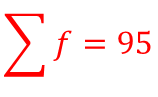 ∑ f = 95